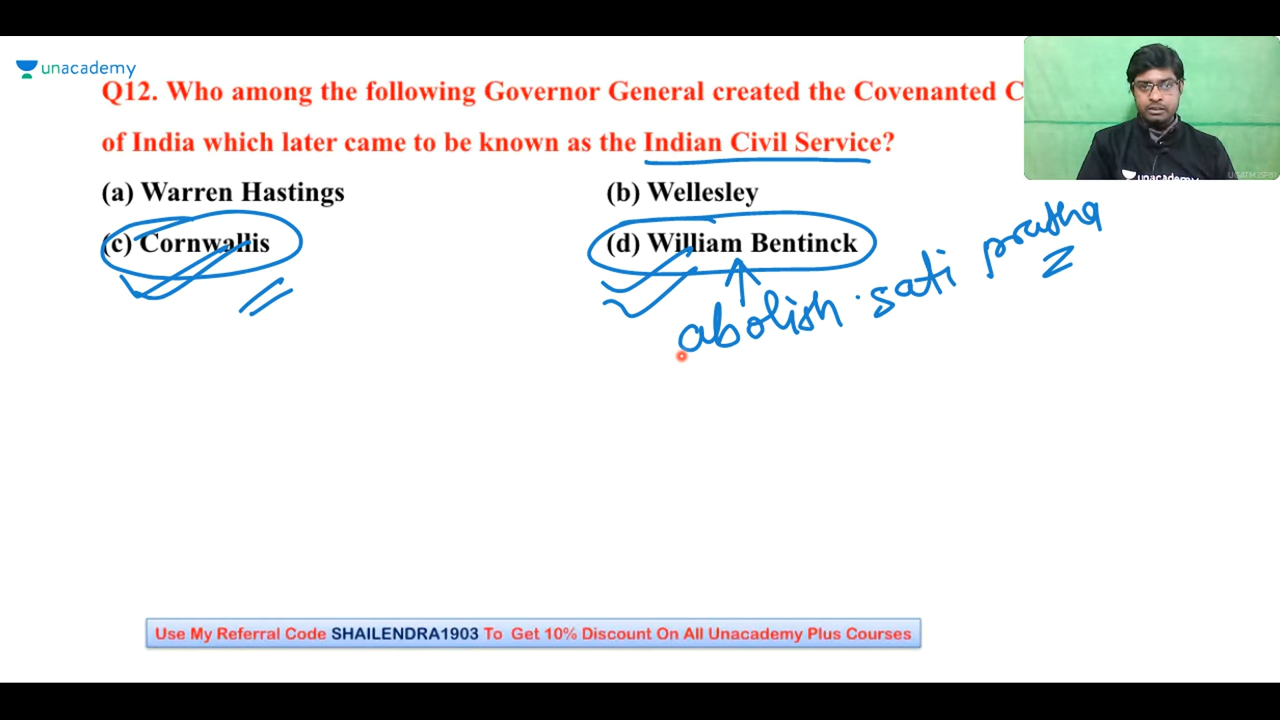 unacademy
Q12. Who among the following Governor General created the Covenanted C
of India which later came to be known as the Indian Civil Service?
(a) Warren Hastings (b) Wellesley
(c) Cornwallis (d) William Bentinck
abolish sati pratha
unacademy
Use My Referral Code SHAILENDRA1903 To Get 10% Discount On All Unacademy Plus Courses